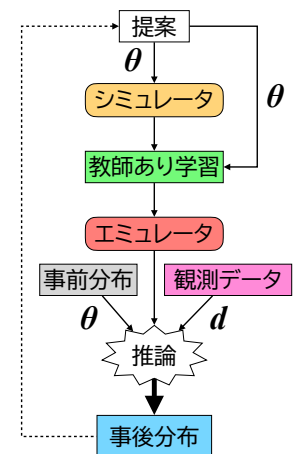 提案
θ
θ
シミュレータ
教師あり学習
エミュレータ
事前分布
観測データ
θ
d
推論
事後分布